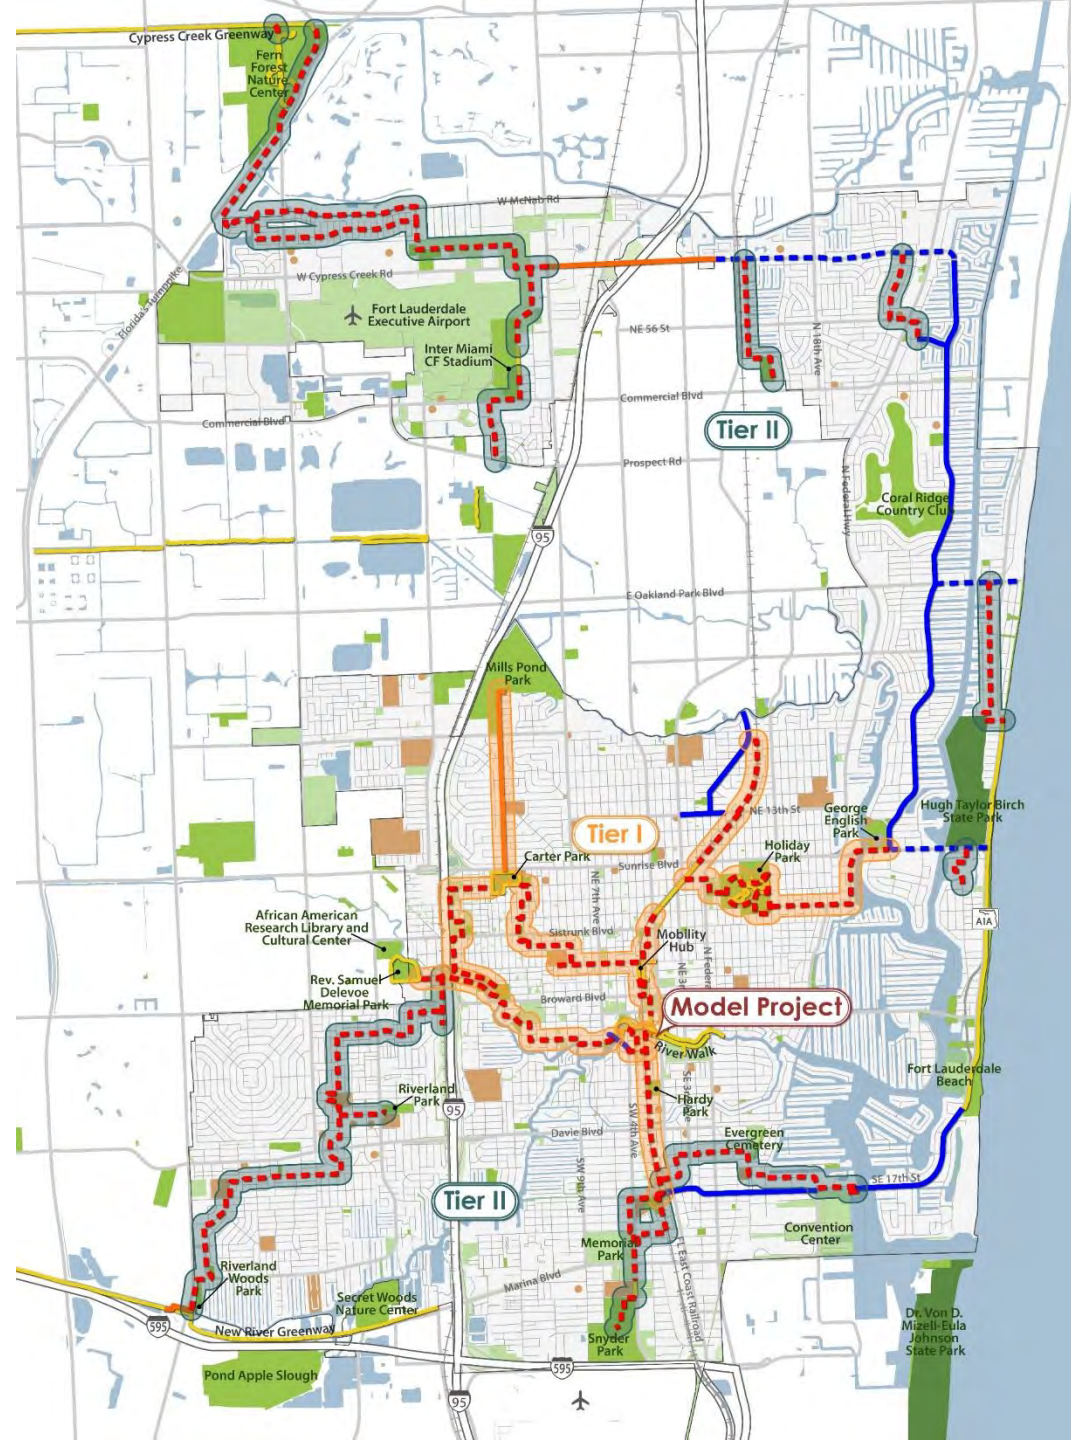 Cypress Creek Greenway
Fern
Forest
Nature
Center
W McNab Rd
W Cypress Creek Rd
Florida's Turnpike
Fort Lauderdale
Executive Airport
Inter Miami
CF Stadium
NE 56 St
N 18th Ave
Commercial Blvd
Commercial Blvd
Tier II
Prospect Rd
N Federal Hwy
Coral Ridge
Country Club
95
E Oakland Park Blvd
Mills Pond
Park
NE 13th St
George
English
Park
Hugh Taylor Birch
State Park
Tier I
Holiday
Park
Carter Park
Sunrise Blvd
NE 7th Ave
African American
Research Library and
Cultural Center
Sistrunk Blvd
Mobility
Hub
A1A
Rev. Samuel
Delevoe
Memorial Park
N Federa
NE 3r
Broward Blvd
Model Project
River Walk
Fort Lauderdale
Beach
Riverland
Park
95
Hardy
Park
SE 3
SW 4th Ave
Davie Blvd
Evergreen
Cemetery
SW 9th Ave
SE 17th St
Tier II
Convention
Center
Memorial
Park
Riverland
Woods
Park
Marina Blvd
L East Coast Railroad
Secret Woods
Nature Center
595
New River Greenway
Snyder
Park
Dr. Von D.
Mizell-Eula
Johnson
State Park
595
Pond Apple Slough
95